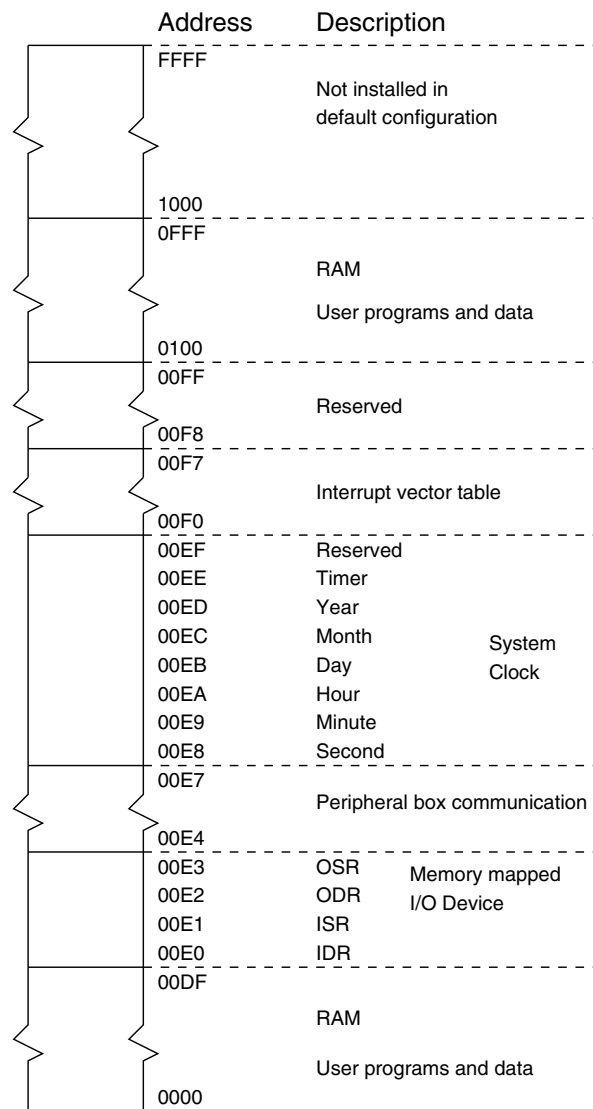 Address Description
FFFF
Not installed in
default configuration
1000
0FFF
RAM
User programs and data
0100
00FF
Reserved
00F8
00F7
Interrupt vector table
00F0
00EF Reserved
00EE Timer
00ED Year
00EC Month
System
00EB Day
Clock
00EA Hour
00E9 Minute
00E8 Second
00E7
Peripheral box communication
00E4
00E3 OSR Memory mapped
00E2 ODR I/O Device
00E1 ISR
00E0 IDR
00DF
RAM
User programs and data
0000